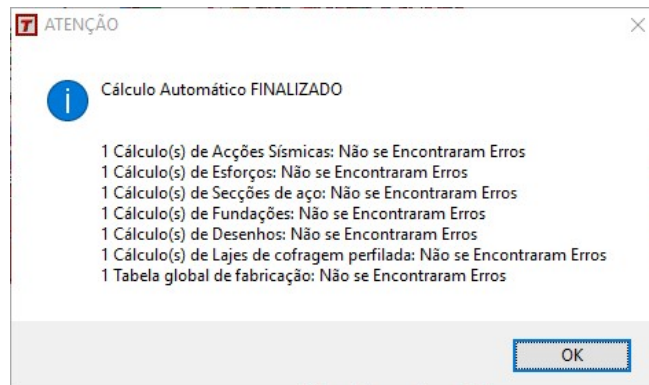 T ATENÇÃO
i Cálculo Automático FINALIZADO
1 Cálculo(s) de Acções Sísmicas: Não se Encontraram Erros
1 Cálculo(s) de Esforços: Não se Encontraram Erros
1 Cálculo(s) de Secções de aço: Não se Encontraram Erros
1 Cálculo(s) de Fundações: Não se Encontraram Erros
1 Cálculo(s) de Desenhos: Não se Encontraram Erros
1 Cálculo(s) de Lajes de cofragem perfilada: Não se Encontraram Erros
1 Tabela global de fabricação: Não se Encontraram Erros
OK